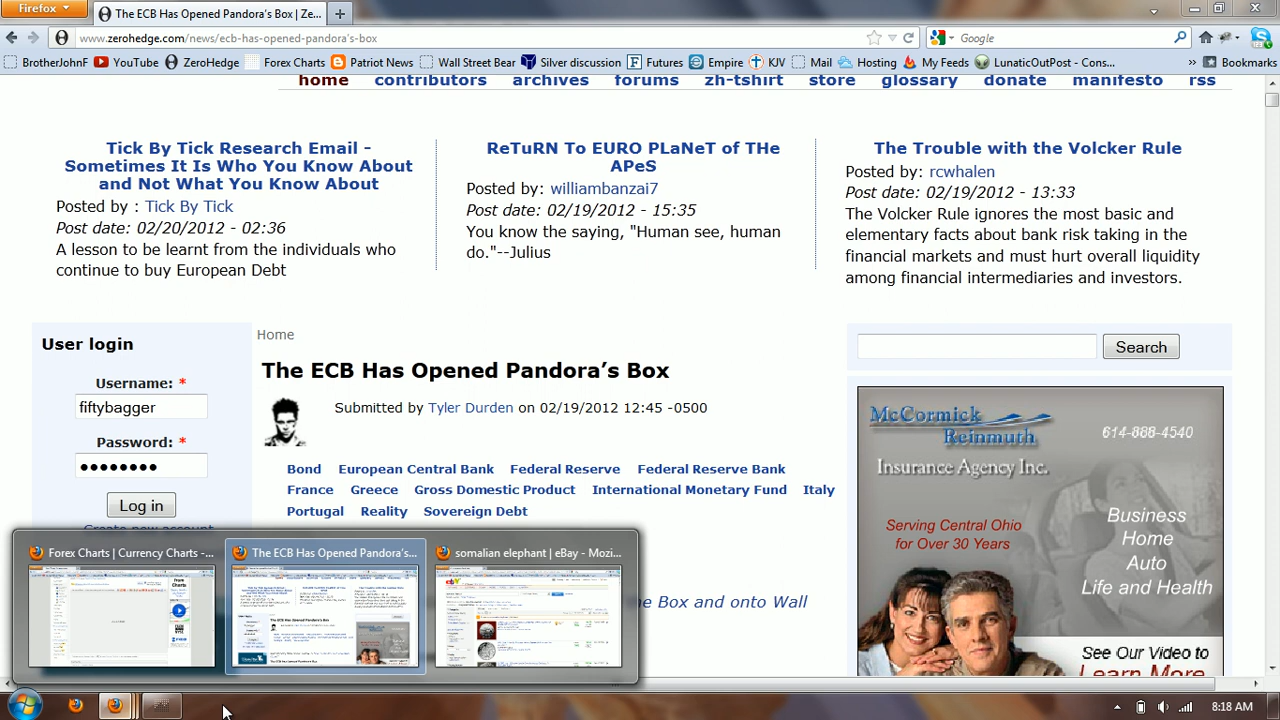 Firefox
The ECB Has Opened Pandora's Box | Ze...
www.zerohedge.com/news/ecb-has-opened-pandora's-box
Google
BrotherJohnF
YouTube
ZeroHedge
Forex Charts
Patriot News
Wall Street Bear
Silver discussion
Futures
Empire
KJV
Mail
Hosting
My Feeds
LunaticOutPost - Cons...
Bookmarks
home contributors archives forums zh-tshirt store glossary donate manifesto rss
Tick By Tick Research Email -
Sometimes It Is Who You Know About
and Not What You Know About
Posted by : Tick By Tick
Post date: 02/20/2012 - 02:36
A lesson to be learnt from the individuals who
continue to buy European Debt
ReTuRN To EURO PLaNeT of THe
APeS
Posted by: williambanzai7
Post date: 02/19/2012 - 15:35
You know the saying, "Human see, human
do."--Julius
The Trouble with the Volcker Rule
Posted by: rcwhalen
Post date: 02/19/2012 - 13:33
The Volcker Rule ignores the most basic and
elementary facts about bank risk taking in the
financial markets and must hurt overall liquidity
among financial intermediaries and investors.
User login
Username: *
fiftybagger
Password: *
Log in
Create new account
Home
The ECB Has Opened Pandora's Box
Submitted by Tyler Durden on 02/19/2012 12:45 -0500
Bond European Central Bank Federal Reserve Federal Reserve Bank
France Greece Gross Domestic Product International Monetary Fund Italy
Portugal Reality Sovereign Debt
Box and onto Wall
Search
McCormick
Reinmuth
614-888-4540
Insurance Agency Inc.
Serving Central Ohio
for Over 30 Years
Business
Home
Auto
Life and Health
See Our Video to
Learn More
Forex Charts | Currency Charts -...
The ECB Has Opened Pandora's...
somalian elephant | eBay - Mozi...
8:18 AM